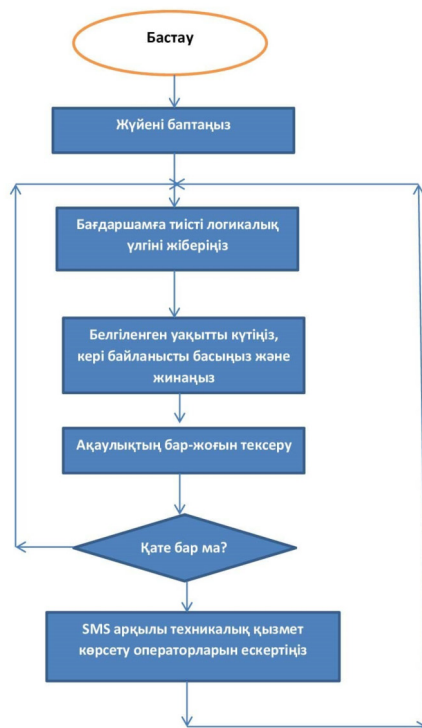 Бастау
Жүйені баптаңыз
Бағдаршамға тиісті логикалық
үлгіні жіберіңіз
Белгіленген уақытты күтіңіз,
кері байланысты басыңыз және
жинаңыз
Ақаулықтың бар-жоғын тексеру
Қате бар ма?
SMS арқылы техникалық қызмет
көрсету операторларын ескертіңіз